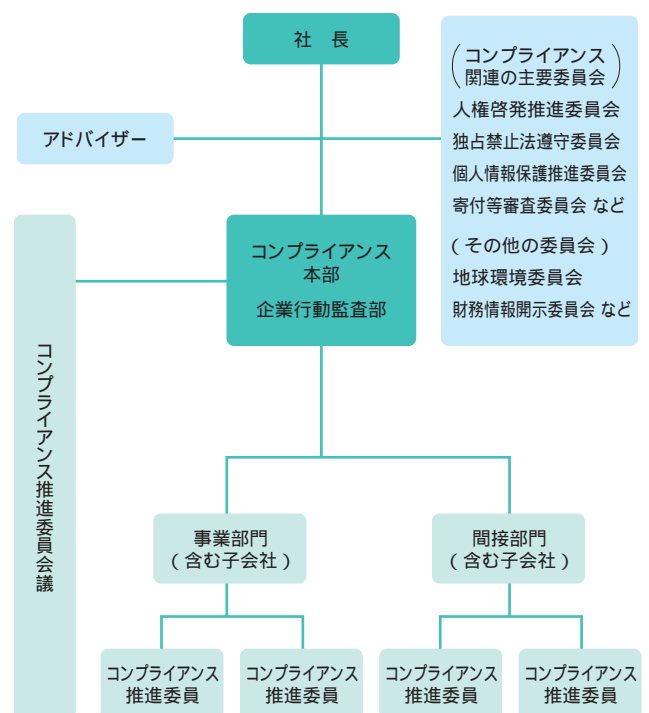 社 長
(コンプライアンス
関連の主要委員会)
人権啓発推進委員会
独占禁止法遵守委員会
個人情報保護推進委員会
寄付等審査委員会 など
(その他の委員会)
地球環境委員会
財務情報開示委員会 など
アドバイザー
コンプライアンス
本部
企業行動監査部
コンプライアンス推進委員会議
事業部門
(含む子会社)
間接部門
(含む子会社)
コンプライアンス
推進委員
コンプライアンス
推進委員
コンプライアンス
推進委員
コンプライアンス
推進委員